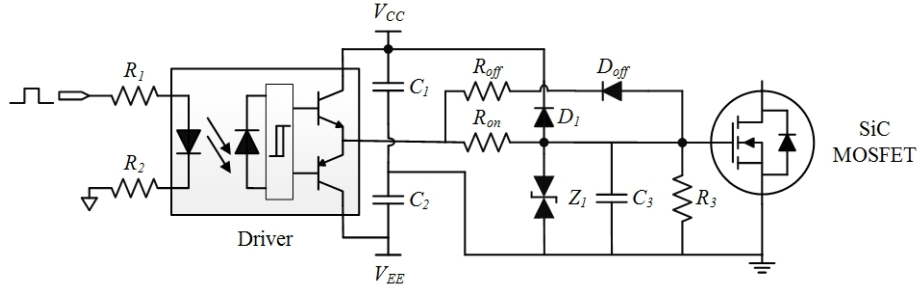 V_CC
R_1
R_off
D_off
C_1
R_on
D_1
SiC
MOSFET
R_2
C_2
Z_1
C_3
R_3
Driver
V_EE